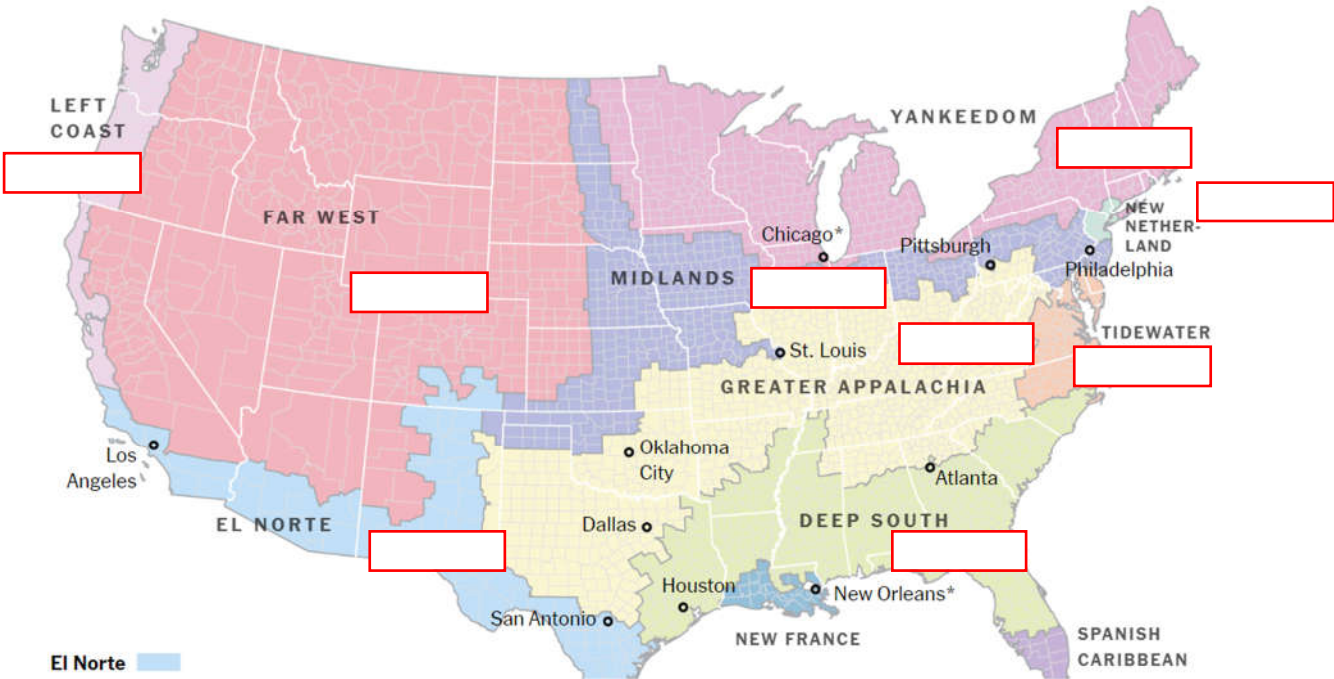 LEFT
COAST
YANKEEDOM
FAR WEST
NEW
NETHER-
LAND
Chicago*
Pittsburgh
Philadelphia
MIDLANDS
TIDEWATER
St. Louis
GREATER APPALACHIA
Los
Angeles
Oklahoma
City
Atlanta
EL NORTE
Dallas
DEEP SOUTH
Houston
New Orleans*
San Antonio
NEW FRANCE
SPANISH
CARIBBEAN
El Norte